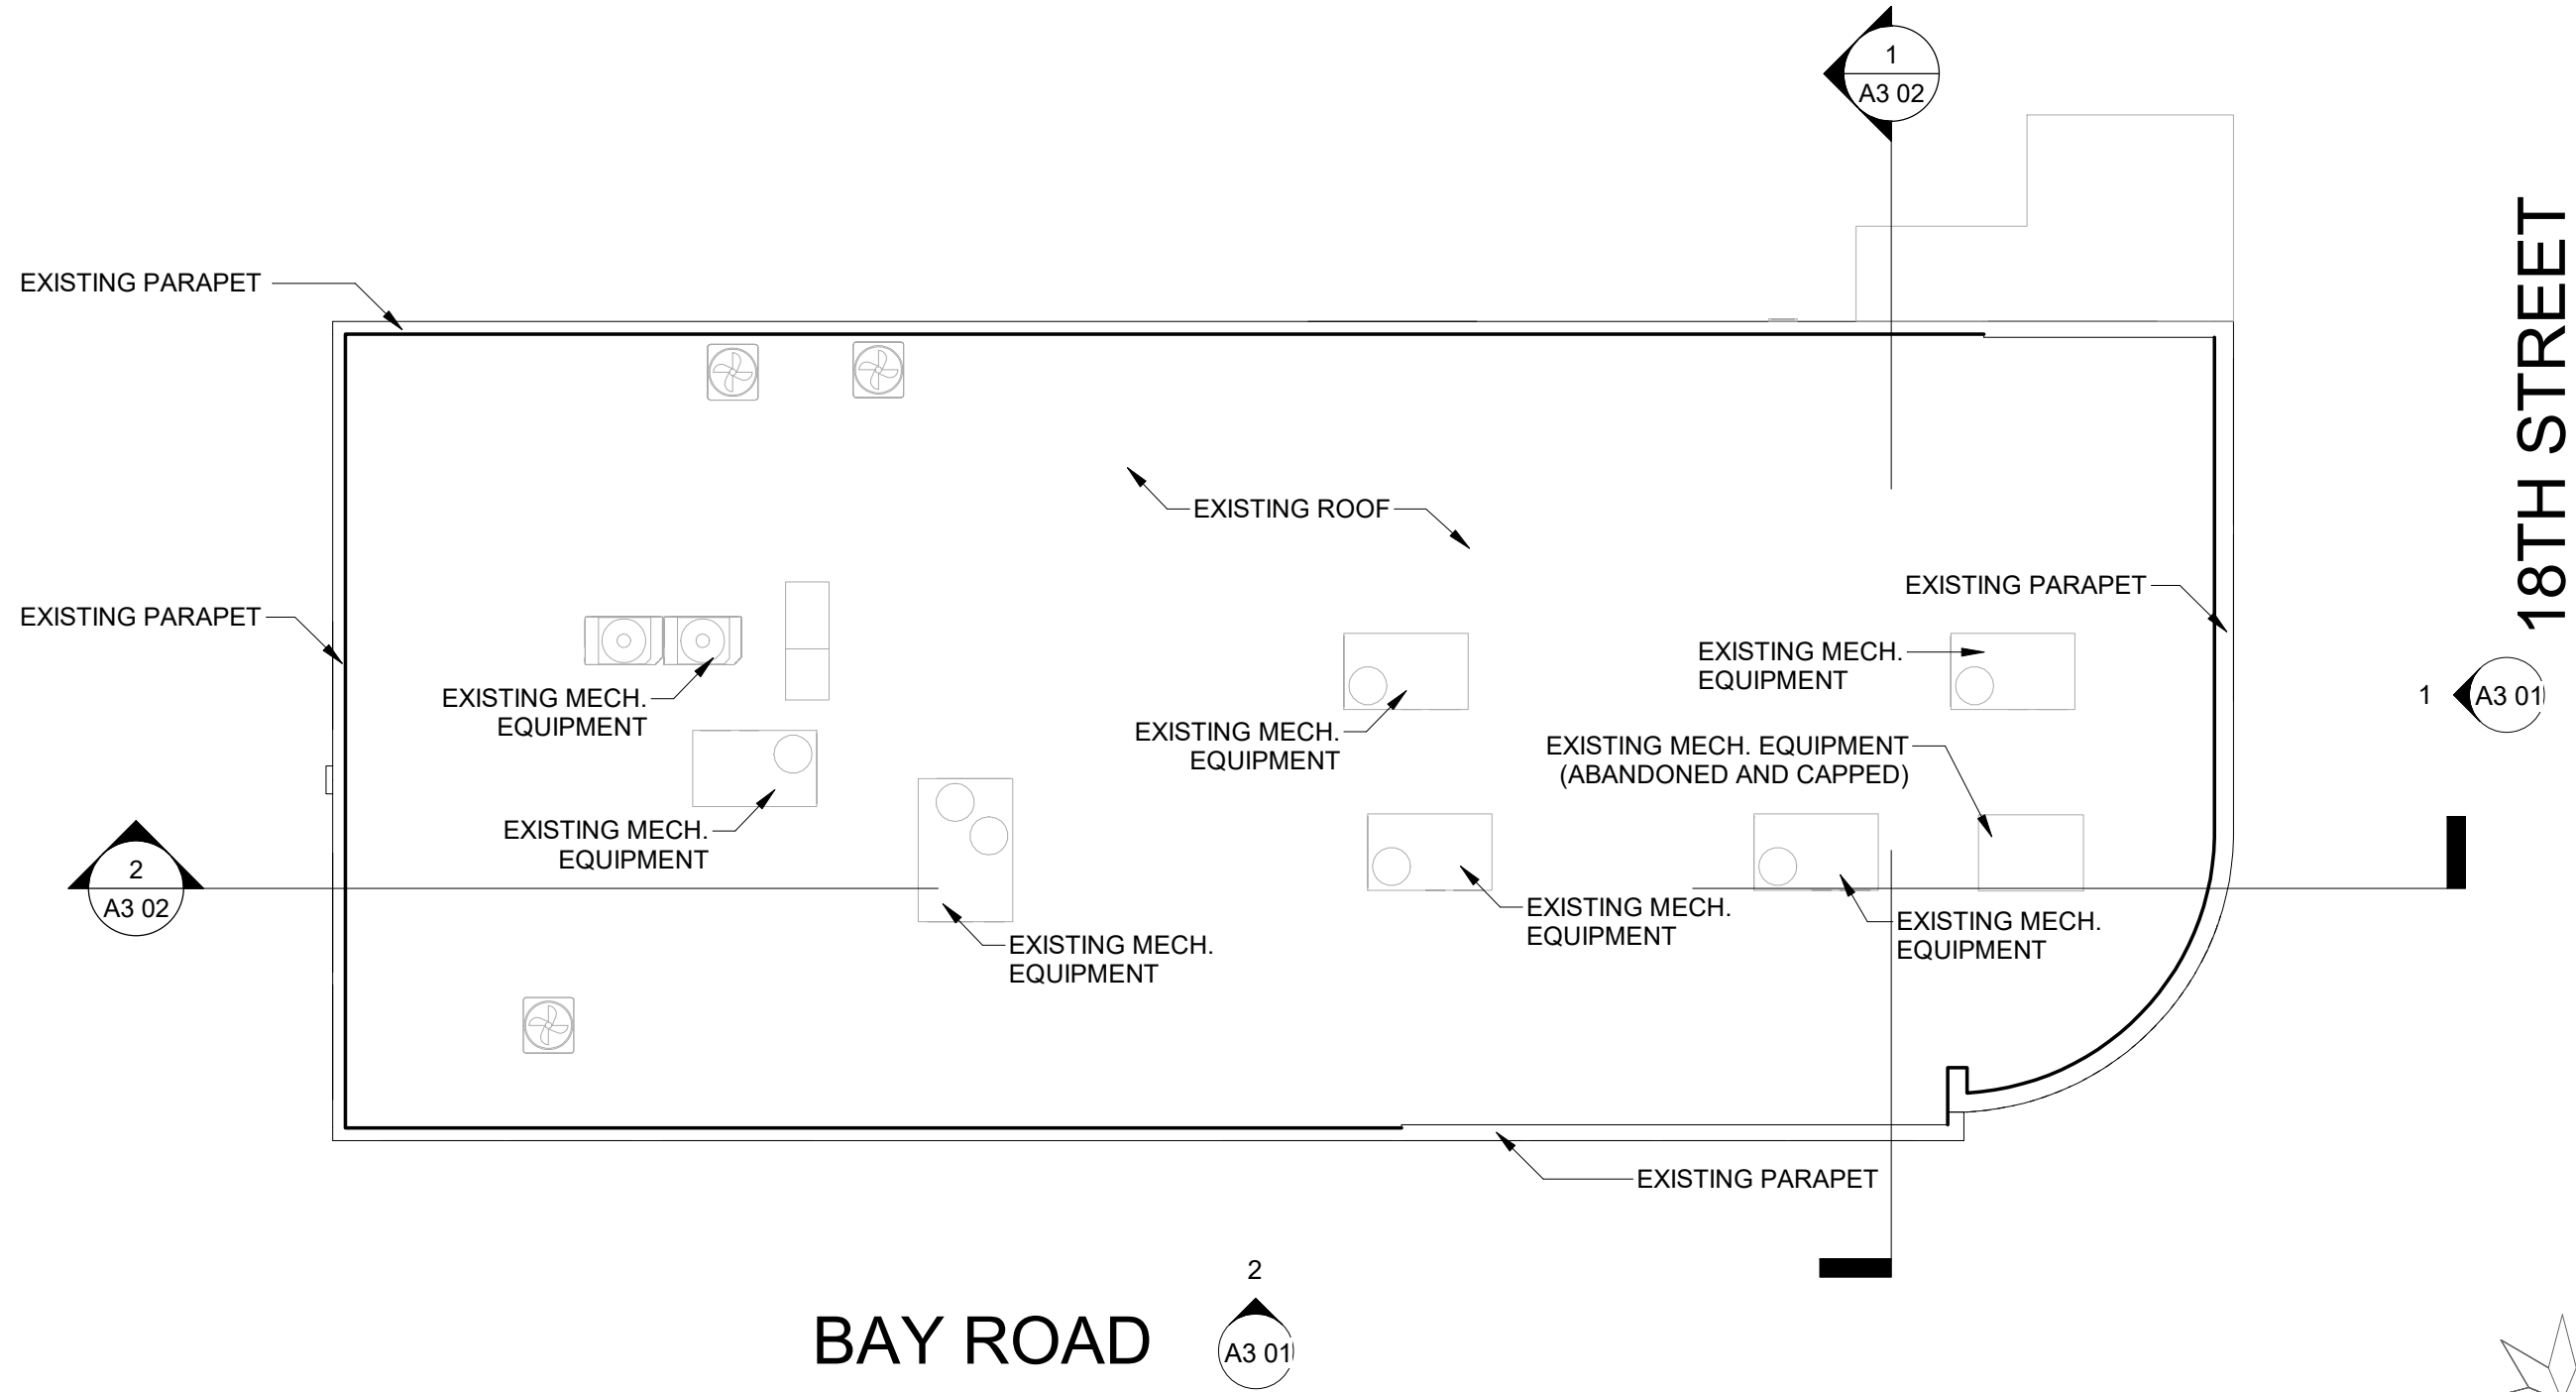 1
A3 02
18TH STREET
EXISTING PARAPET
EXISTING ROOF
EXISTING PARAPET
EXISTING PARAPET
EXISTING MECH.
EQUIPMENT
EXISTING MECH.
EQUIPMENT
1
A3 01
EXISTING MECH.
EQUIPMENT
EXISTING MECH. EQUIPMENT
(ABANDONED AND CAPPED)
EXISTING MECH.
EQUIPMENT
2
A3 02
EXISTING MECH.
EQUIPMENT
EXISTING MECH.
EQUIPMENT
EXISTING MECH.
EQUIPMENT
EXISTING PARAPET
2
BAY ROAD
A3 01